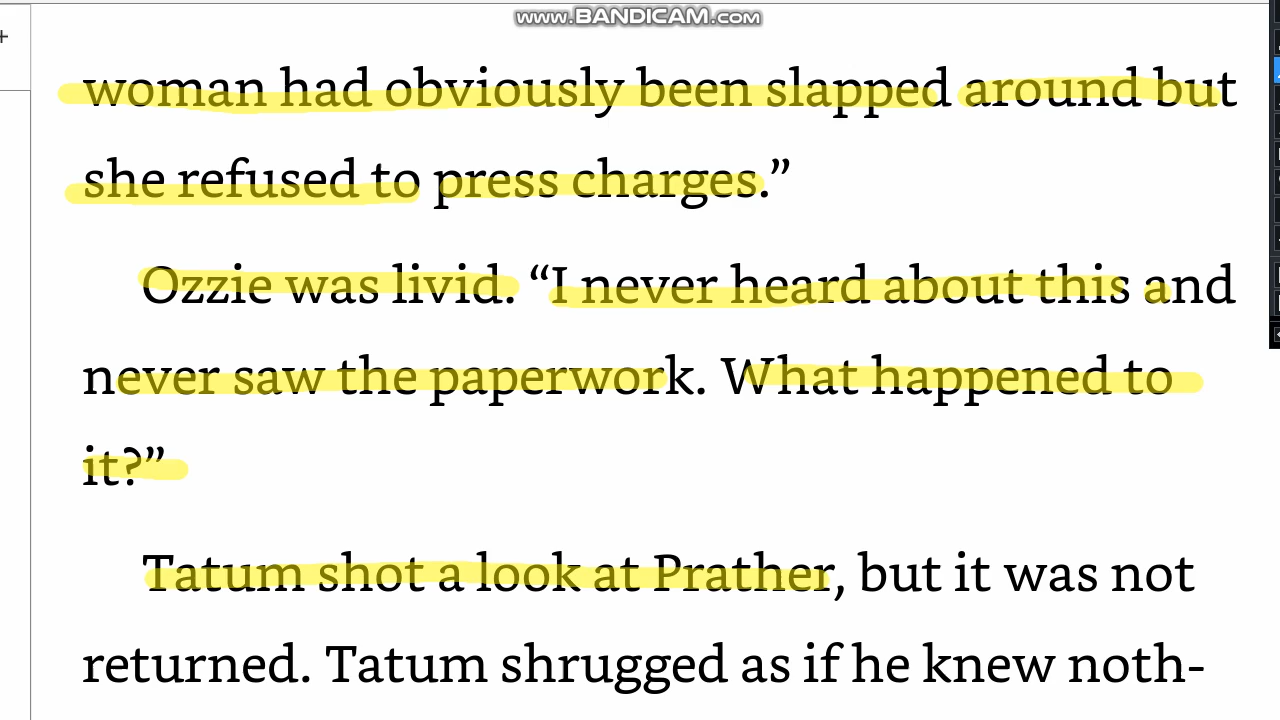 www.BANDICAM.com
woman had obviously been slapped around but
she refused to press charges.”
Ozzie was livid. “I never heard about this and
never saw the paperwork. What happened to
it?”
Tatum shot a look at Prather, but it was not
returned. Tatum shrugged as if he knew noth-